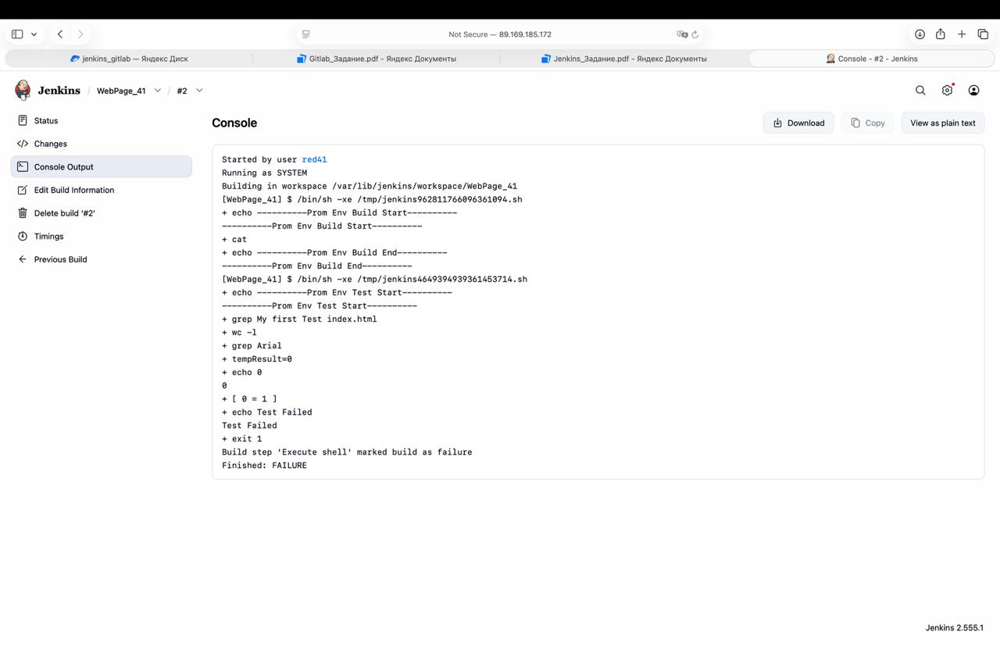 Not Secure — 89.169.185.172
jenkins_gitlab — Яндекс Диск
Gitlab_Задание.pdf - Яндекс Документы
Jenkins_Задание.pdf - Яндекс Документы
Console - #2 - Jenkins
Jenkins / WebPage_41 / #2
Status
Changes
Console Output
Edit Build Information
Delete build ‘#2’
Timings
Previous Build
Console
Download
Copy
View as plain text
Started by user red41
Running as SYSTEM
Building in workspace /var/lib/jenkins/workspace/WebPage_41
[WebPage_41] $ /bin/sh -xe /tmp/jenkins962811766096361094.sh
+ echo ----------Prom Env Build Start----------
----------Prom Env Build Start----------
+ cat
+ echo ----------Prom Env Build End----------
----------Prom Env Build End----------
[WebPage_41] $ /bin/sh -xe /tmp/jenkins4649394939361453714.sh
+ echo ----------Prom Env Test Start----------
----------Prom Env Test Start----------
+ grep My first Test index.html
+ wc -l
+ grep Arial
+ tempResult=0
+ echo 0
0
+ [ 0 = 1 ]
+ echo Test Failed
Test Failed
+ exit 1
Build step 'Execute shell' marked build as failure
Finished: FAILURE
Jenkins 2.555.1